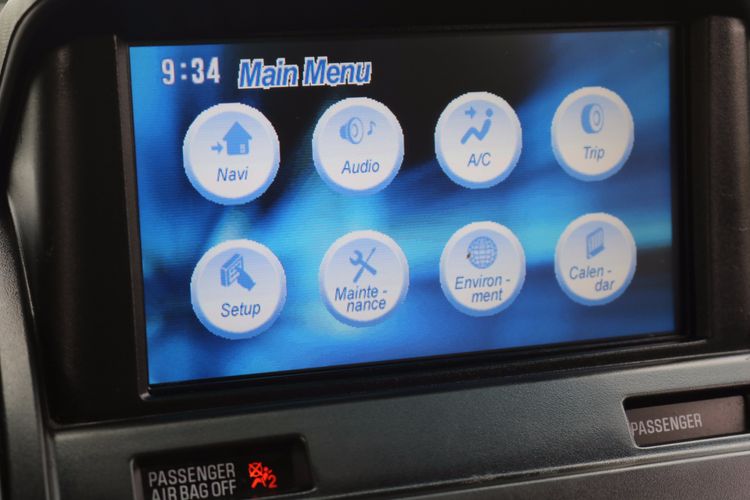 9:34 Main Menu
Navi
Audio
A/C
Trip
Setup
Mainte-
nance
Environ-
ment
Calen-
dar
PASSENGER
PASSENGER
AIR BAG OFF
2